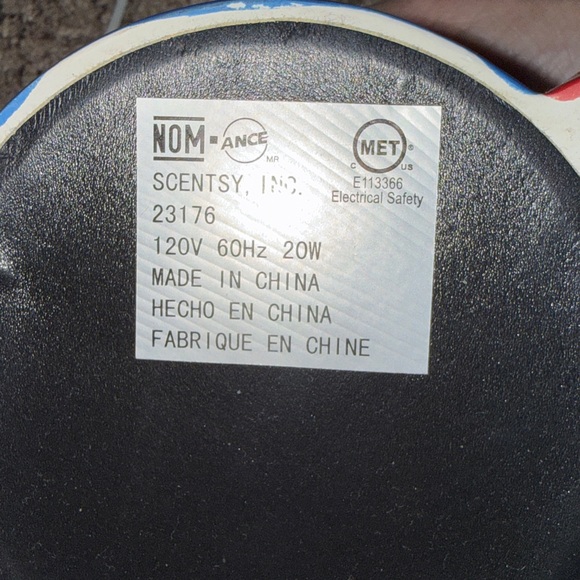 NOM-ANCE
MR
MET
C US
E113366
Electrical Safety
SCENTSY, INC.
23176
120V 60Hz 20W
MADE IN CHINA
HECHO EN CHINA
FABRIQUE EN CHINE